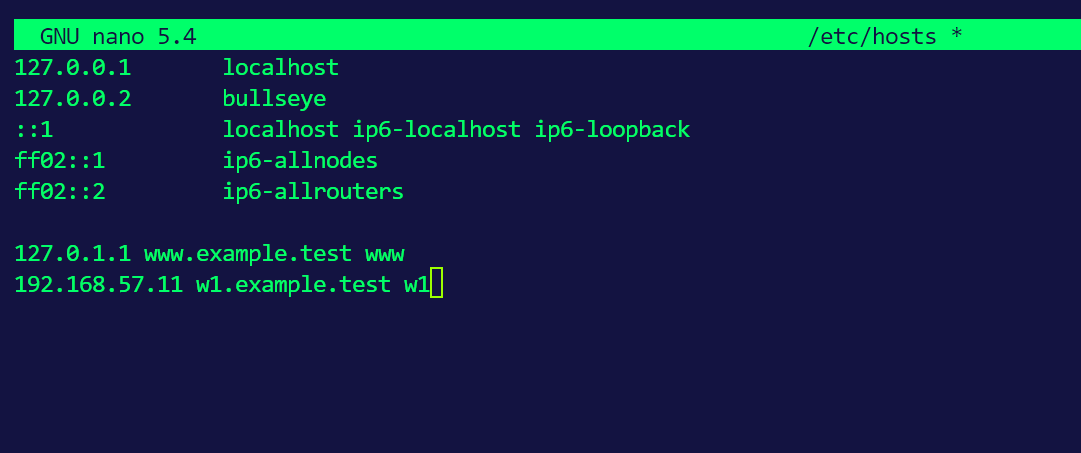 GNU nano 5.4 /etc/hosts *
127.0.0.1 localhost
127.0.0.2 bullseye
::1 localhost ip6-localhost ip6-loopback
ff02::1 ip6-allnodes
ff02::2 ip6-allrouters
127.0.1.1 www.example.test www
192.168.57.11 w1.example.test w1